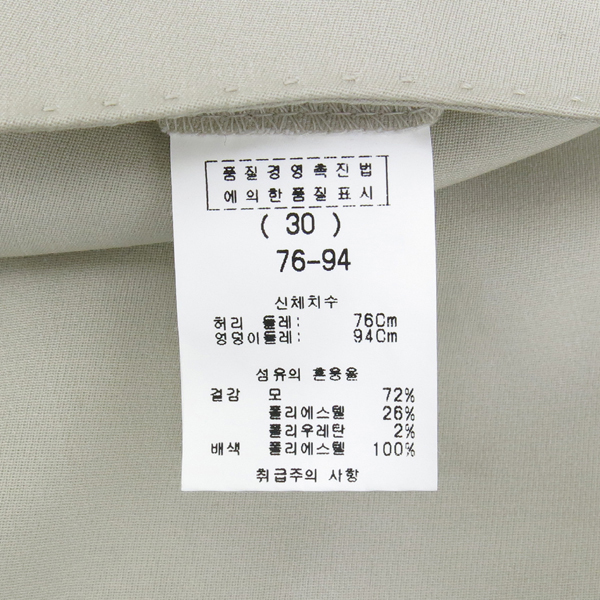 품질경영촉진법
에의한품질표시
( 30 )
76-94
신체치수
허리 둘레: 76Cm
영덩이둘레: 94Cm
섬유의 혼용율
겉감 모 72%
폴리에스텔 26%
폴리우레탄 2%
배색 폴리에스텔 100%
취급주의 사항